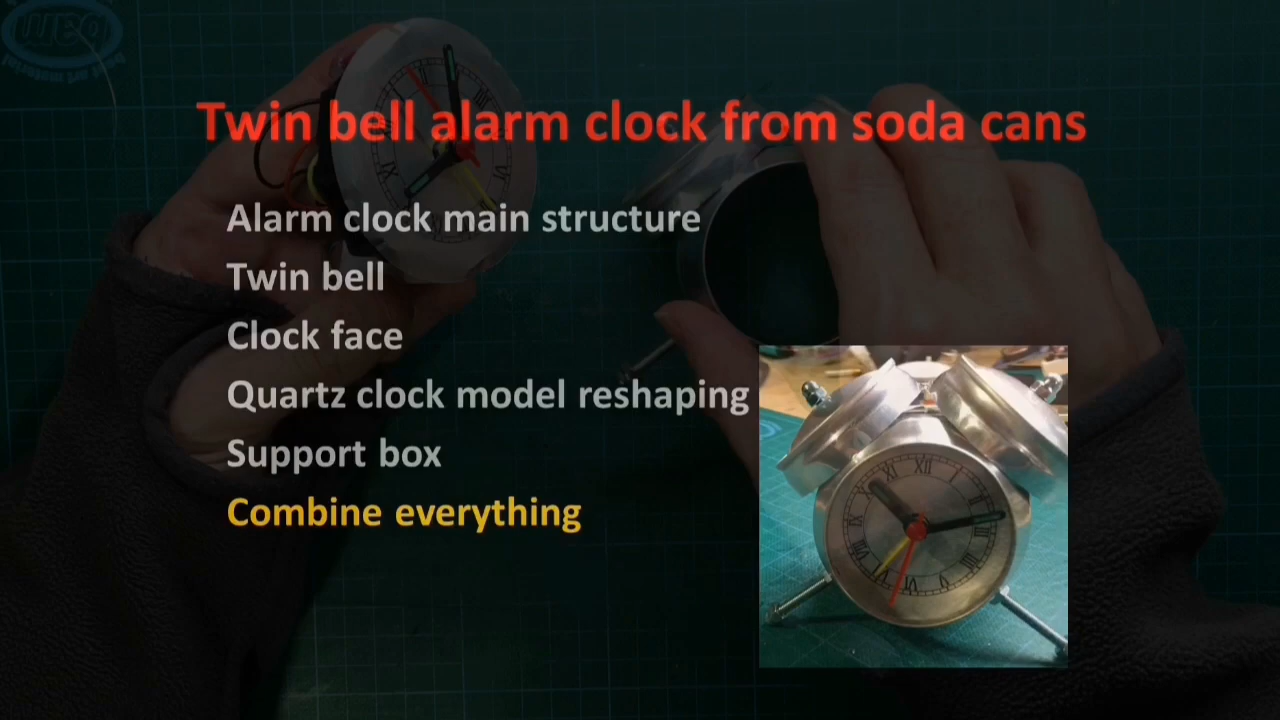 Twin bell alarm clock from soda cans
Alarm clock main structure
Twin bell
Clock face
Quartz clock model reshaping
Support box
Combine everything